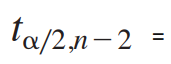 t_{α/2,n−2} =